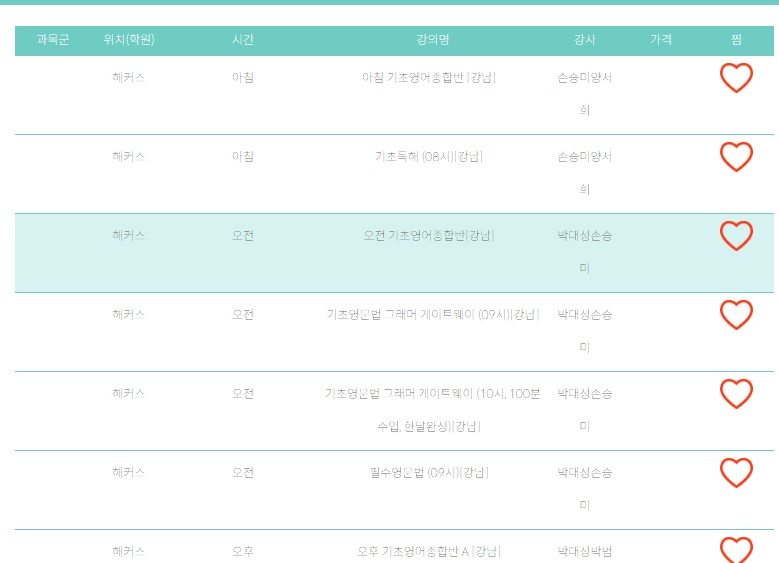 과목군 위치(학원) 시간 강의명 강사 가격 찜
해커스 아침 아침 기초영어종합반 [강남] 손승미양서
희
해커스 아침 기초독해 (08시)[강남] 손승미양서
희
해커스 오전 오전 기초영어종합반[강남] 박대성손승
미
해커스 오전 기초영문법 그래머 게이트웨이 (09시)[강남] 박대성손승
미
해커스 오전 기초영문법 그래머 게이트웨이 (10시, 100분 박대성손승
수업, 한달완성)[강남] 미
해커스 오전 필수영문법 (09시)[강남] 박대성손승
미
해커스 오후 오후 기초영어종합반 A [강남] 박대성박범